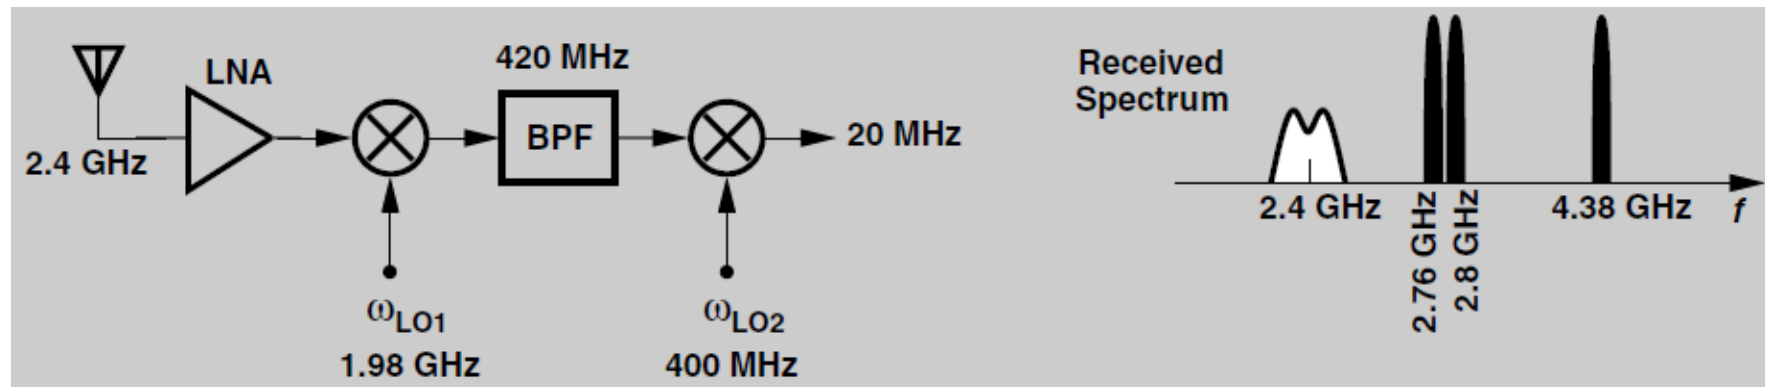 LNA
420 MHz
BPF
20 MHz
2.4 GHz
ωLO1
1.98 GHz
ωLO2
400 MHz
Received
Spectrum
2.4 GHz
2.76 GHz
2.8 GHz
4.38 GHz
f